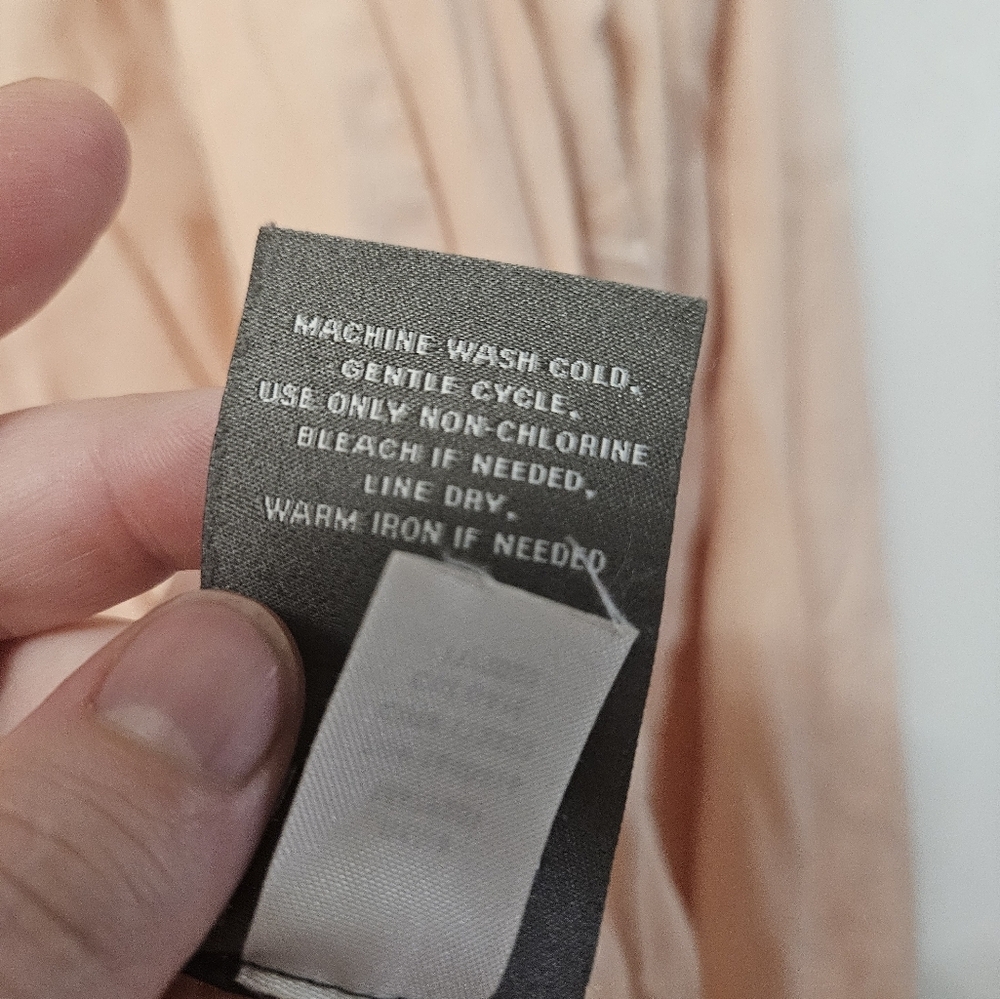 MACHINE WASH COLD.
GENTLE CYCLE.
USE ONLY NON-CHLORINE
BLEACH IF NEEDED.
LINE DRY.
WARM IRON IF NEEDED